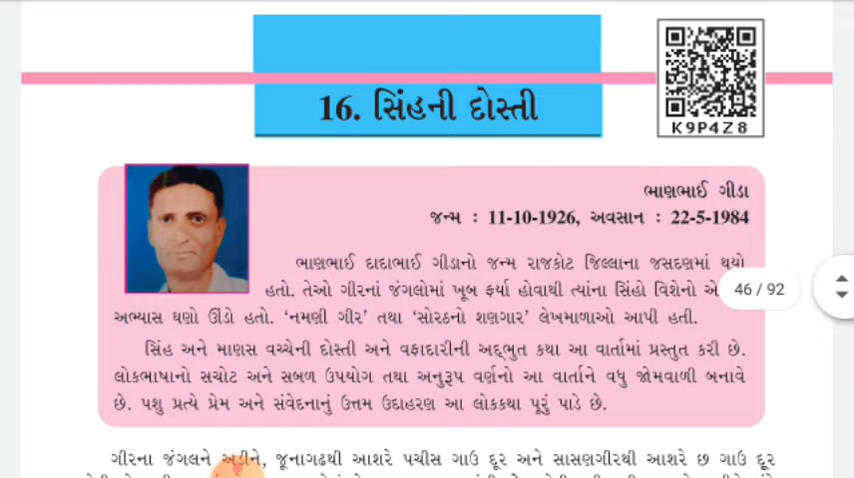 16. સિંહની દોસ્તી
K9P4Z8
ભાણભાઈ ગીડા
જન્મ : 11-10-1926, અવસાન : 22-5-1984
ભાણભાઈ દાદાભાઈ ગીડાનો જન્મ રાજકોટ જિલ્લાના જસદણમાં થયો
હતો. તેઓ ગીરનાં જંગલોમાં ખૂબ ફર્યા હોવાથી ત્યાંના સિંહો વિશેનો
46 / 92
અભ્યાસ ઘણો ઊંડો હતો. ‘નમણી ગીર’ તથા ‘સોરઠનો શણગાર’ લેખમાળાઓ આપી હતી.
સિંહ અને માણસ વચ્ચેની દોસ્તી અને વફાદારીની અદ્ભુત કથા આ વાર્તામાં પ્રસ્તુત કરી છે.
લોકભાષાનો સચોટ અને સબળ ઉપયોગ તથા અનુરૂપ વર્ણનો આ વાર્તાને વધુ જોમવાળી બનાવે
છે. પશુ પ્રત્યે પ્રેમ અને સંવેદનાનું ઉત્તમ ઉદાહરણ આ લોકકથા પૂરું પાડે છે.
ગીરના જંગલને અડીને, જૂનાગઢથી આશરે પચીસ ગાઉ દૂર અને સાસણગીરથી આશરે છ ગાઉ દૂર